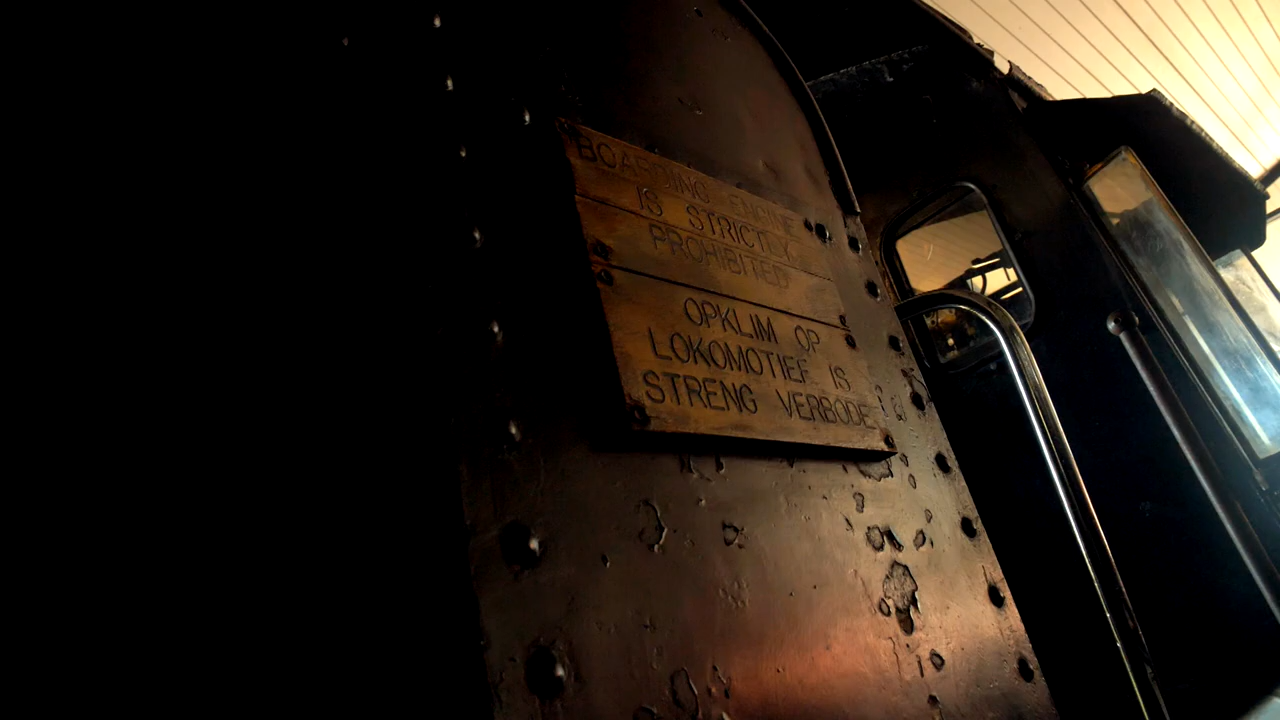 BOARDING ENGINE
IS STRICTLY
PROHIBITED
OPKLIM OP
LOKOMOTIEF IS
STRENG VERBODE